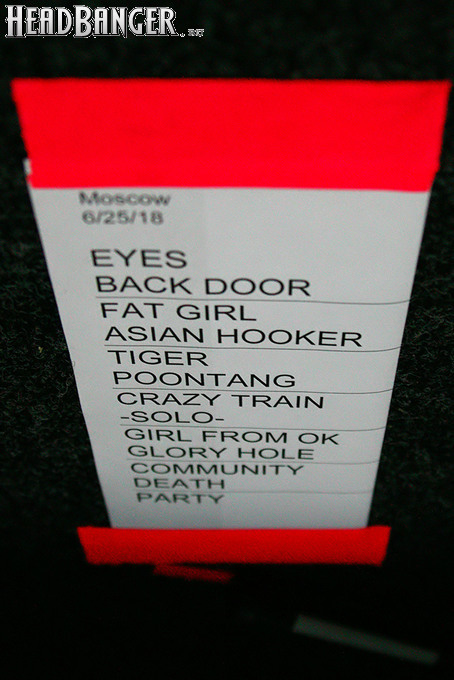 HEADBANGER.NET
Moscow
6/25/18
EYES
BACK DOOR
FAT GIRL
ASIAN HOOKER
TIGER
POONTANG
CRAZY TRAIN
-SOLO-
GIRL FROM OK
GLORY HOLE
COMMUNITY
DEATH
PARTY